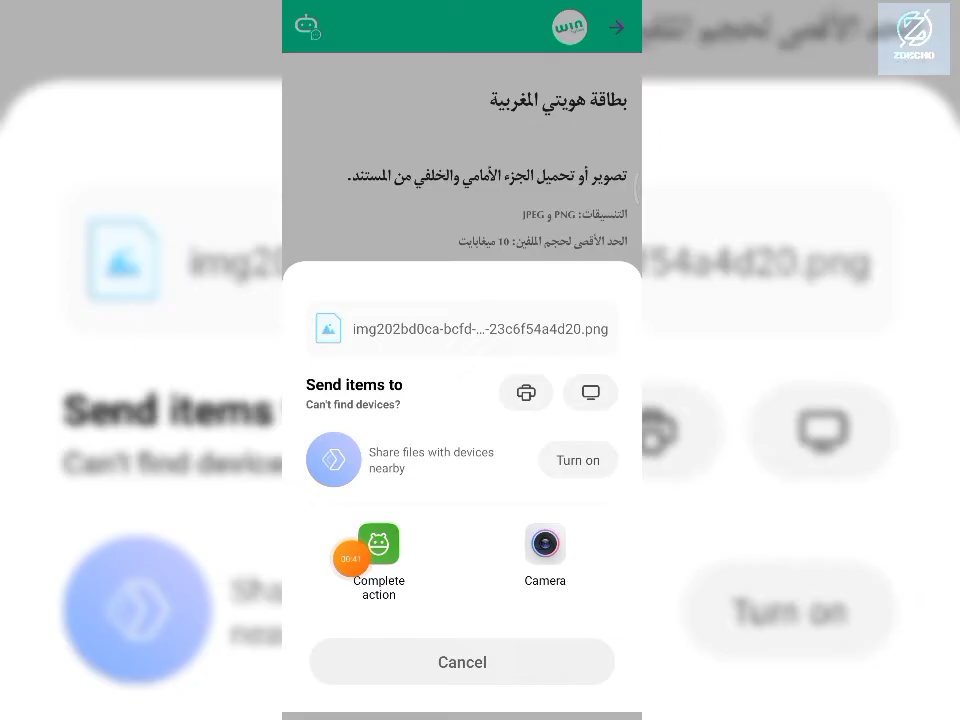 win
ZOECHO
بطاقة هويتي المغربية
تصوير أو تحميل الجزء الأمامي والخلفي من المستند.
التنسيقات: PNG و JPEG
الحد الأقصى لحجم الملفين: 10 ميغابايت
img202bd0ca-bcfd-...-23c6f54a4d20.png
Send items to
Can't find devices?
Share files with devices
nearby
Turn on
00:41
Complete
action
Camera
Cancel